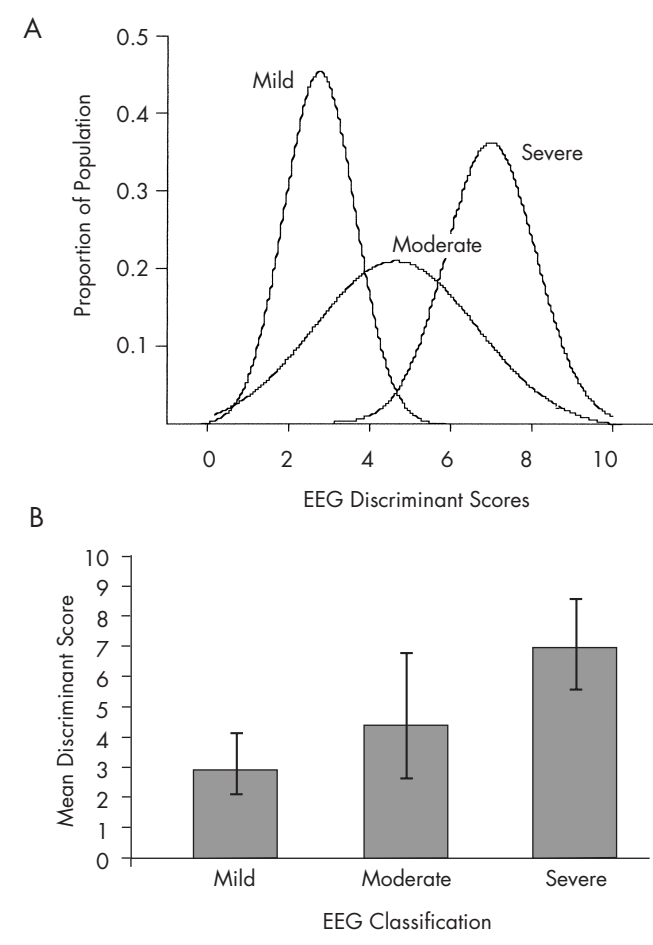 A
0.5
0.4
0.3
0.2
0.1
Proportion of Population
Mild
Severe
Moderate
0 2 4 6 8 10
EEG Discriminant Scores
B
10
9
8
7
6
5
4
3
2
1
0
Mean Discriminant Score
Mild Moderate Severe
EEG Classification